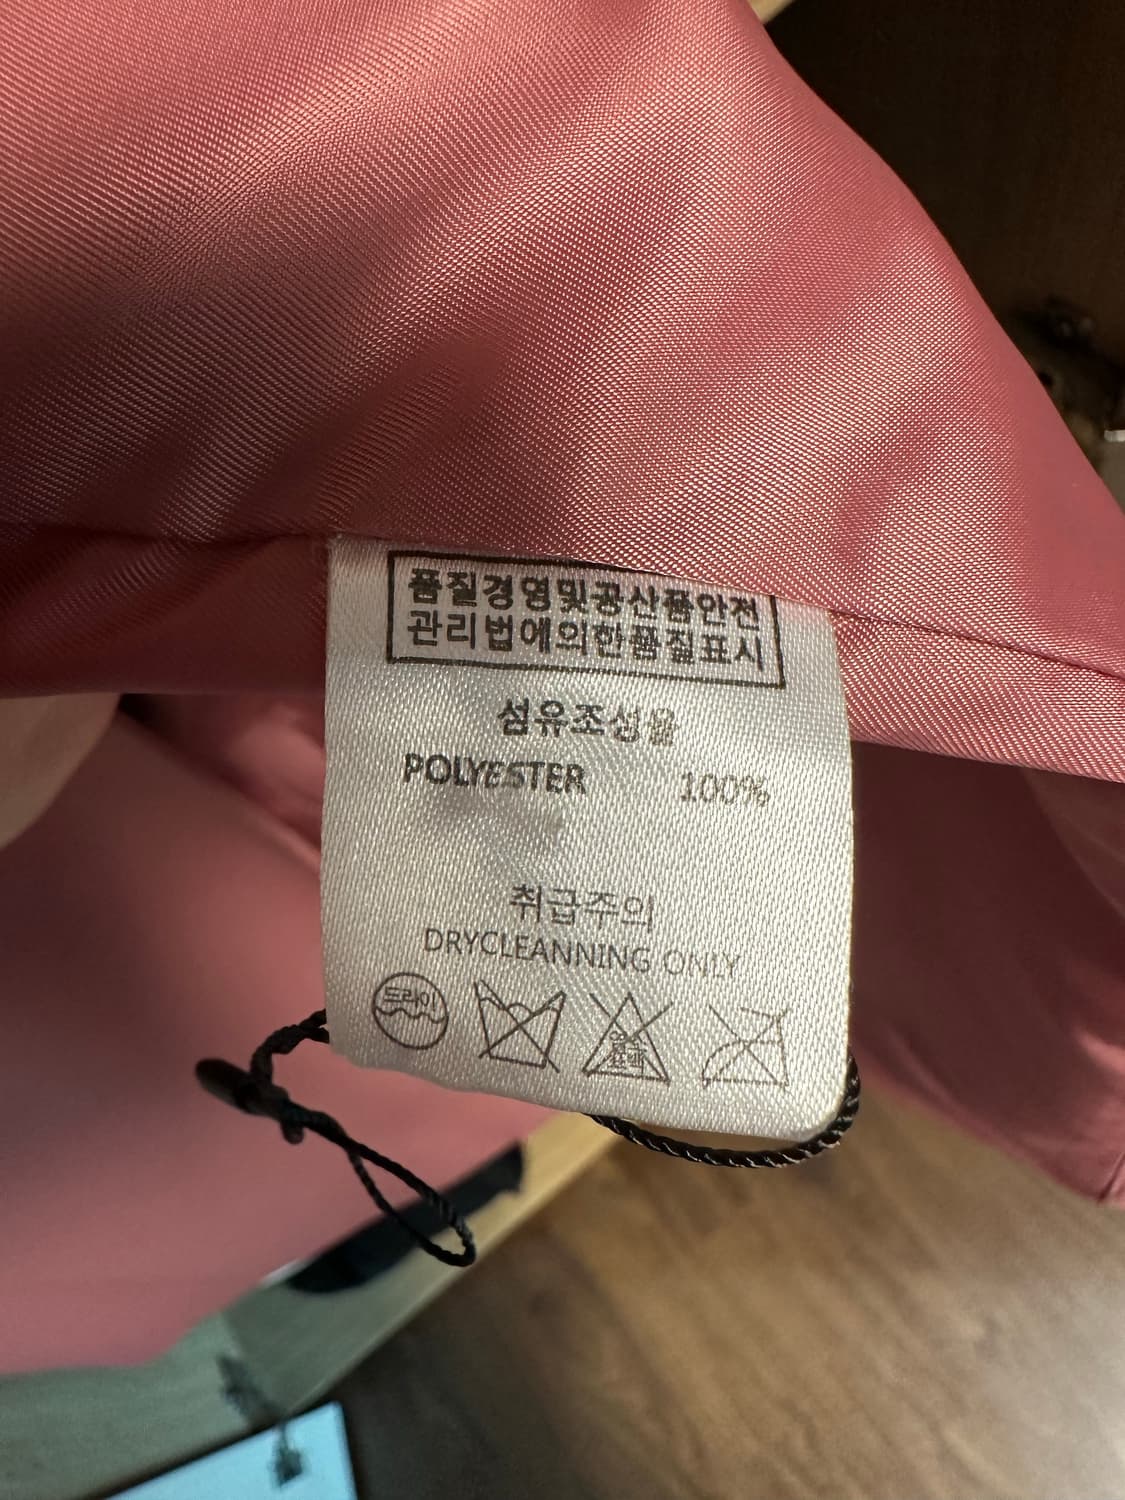 품질경영및공산품안전
관리법에의한품질표시
섬유조성율
POLYESTER 100%
취급주의
DRYCLEANNING ONLY
드라이